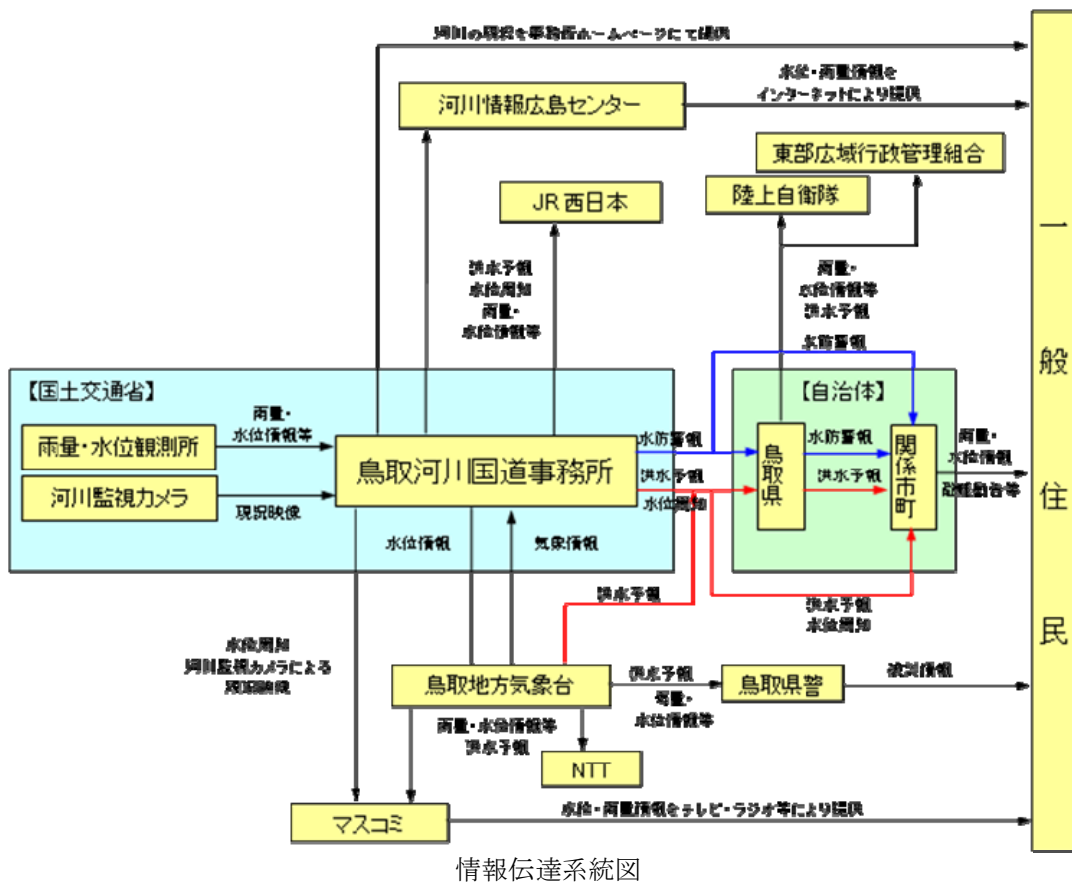 河川の現況を事務所ホームページにて提供
水位・雨量情報を
インターネットにより提供
河川情報広島センター
東部広域行政管理組合
陸上自衛隊
JR西日本
洪水予報
水位周知
雨量・
水位情報等
雨量・
水位情報等
洪水予報
水防警報
【国土交通省】
【自治体】
雨量・水位観測所
雨量・
水位情報等
河川監視カメラ
現況映像
鳥取河川国道事務所
水防警報
洪水予報
水位周知
鳥取県
水防警報
洪水予報
関係市町
雨量・
水位情報
避難勧告等
水位情報
気象情報
洪水予報
洪水予報
水位周知
水位周知
河川監視カメラによる
現況映像
鳥取地方気象台
洪水予報
雨量・
水位情報等
鳥取県警
被災情報
雨量・水位情報等
洪水予報
NTT
マスコミ
水位・雨量情報をテレビ・ラジオ等により提供
一般住民
情報伝達系統図